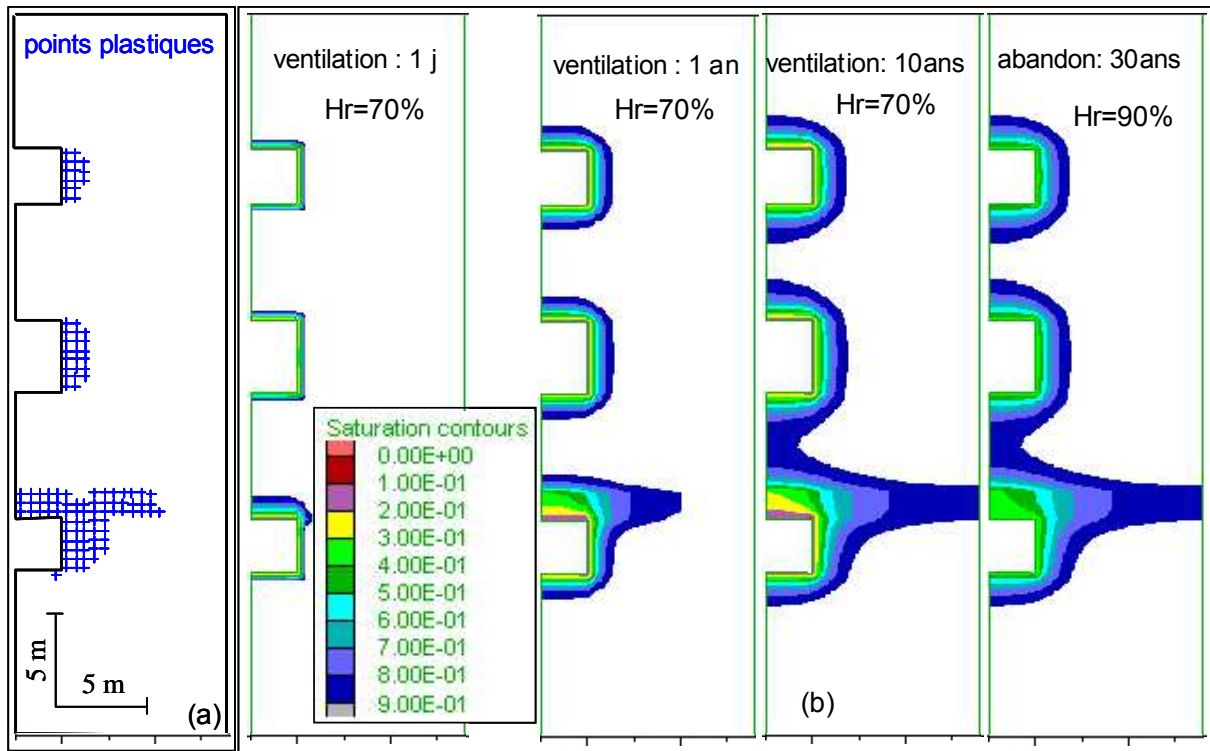 points plastiques
5 m
5 m
(a)
ventilation : 1 j
Hr=70%
ventilation : 1 an
Hr=70%
ventilation: 10ans
Hr=70%
abandon: 30ans
Hr=90%
Saturation contours
0.00E+00
1.00E-01
2.00E-01
3.00E-01
4.00E-01
5.00E-01
6.00E-01
7.00E-01
8.00E-01
9.00E-01
(b)